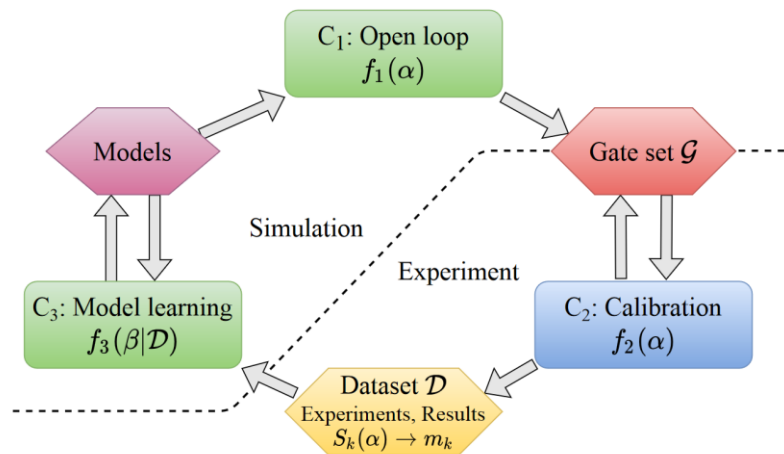 C₁: Open loop
f₁(α)
Models
Gate set 𝒢
Simulation
Experiment
C₃: Model learning
f₃(β|𝒟)
C₂: Calibration
f₂(α)
Dataset 𝒟
Experiments, Results
Sₖ(α) → mₖ